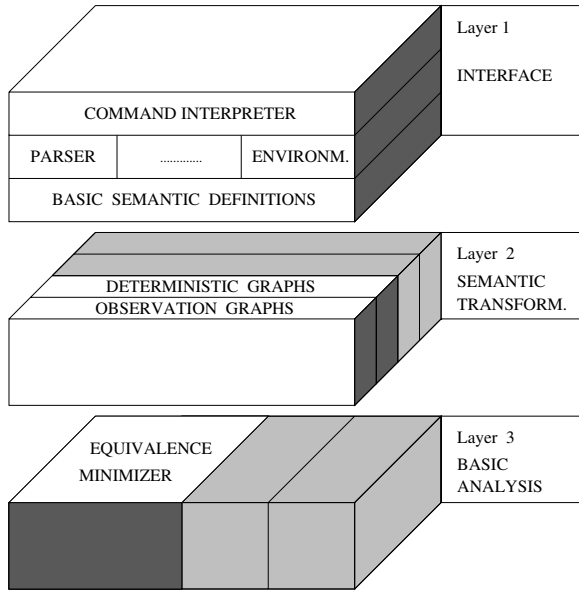 Layer 1
INTERFACE
COMMAND INTERPRETER
PARSER ............. ENVIRONM.
BASIC SEMANTIC DEFINITIONS
Layer 2
SEMANTIC
TRANSFORM.
DETERMINISTIC GRAPHS
OBSERVATION GRAPHS
Layer 3
BASIC
ANALYSIS
EQUIVALENCE
MINIMIZER